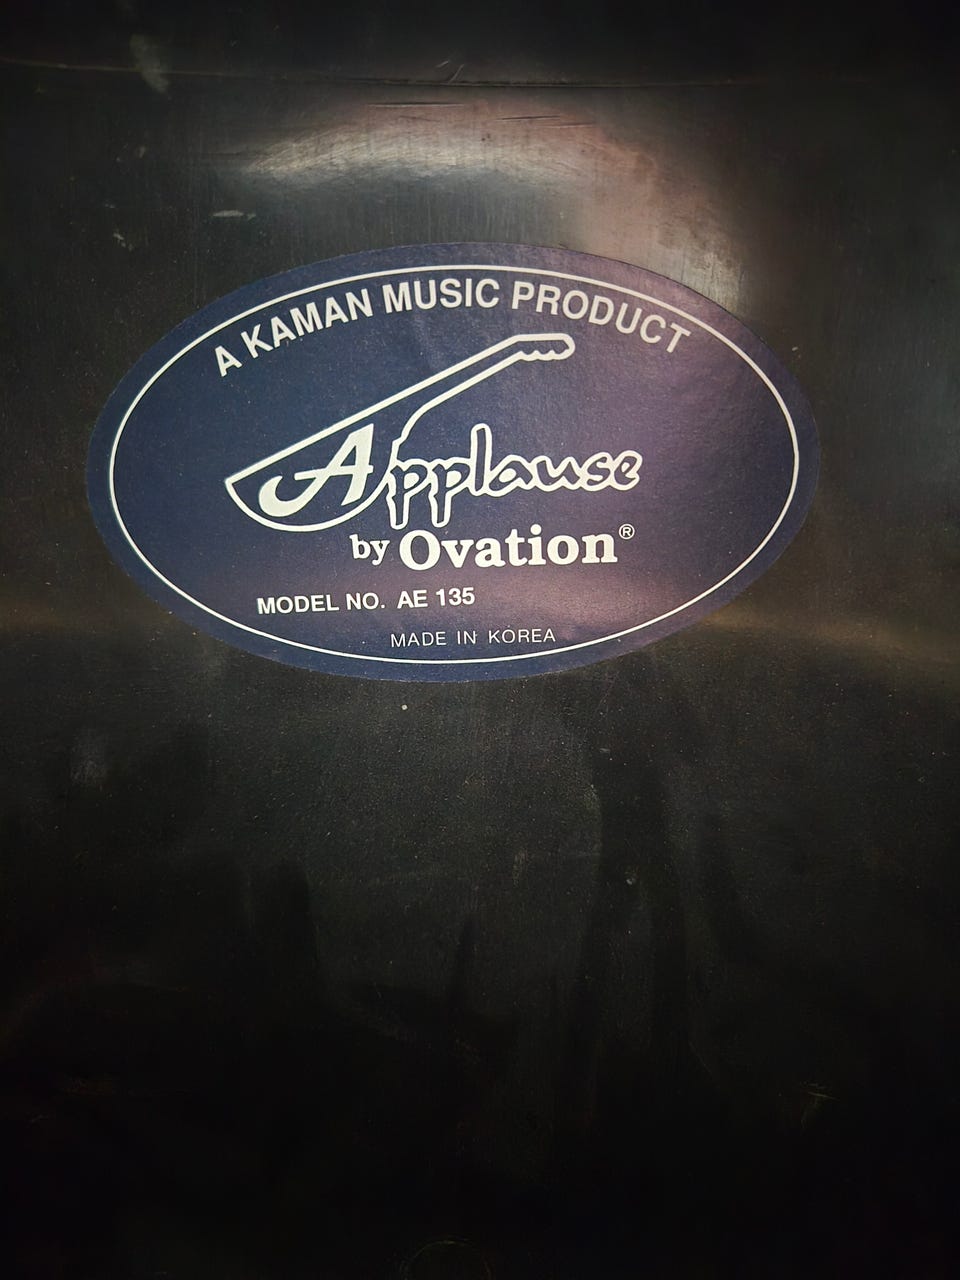 A KAMAN MUSIC PRODUCT
Applause
by Ovation®
MODEL NO. AE 135
MADE IN KOREA